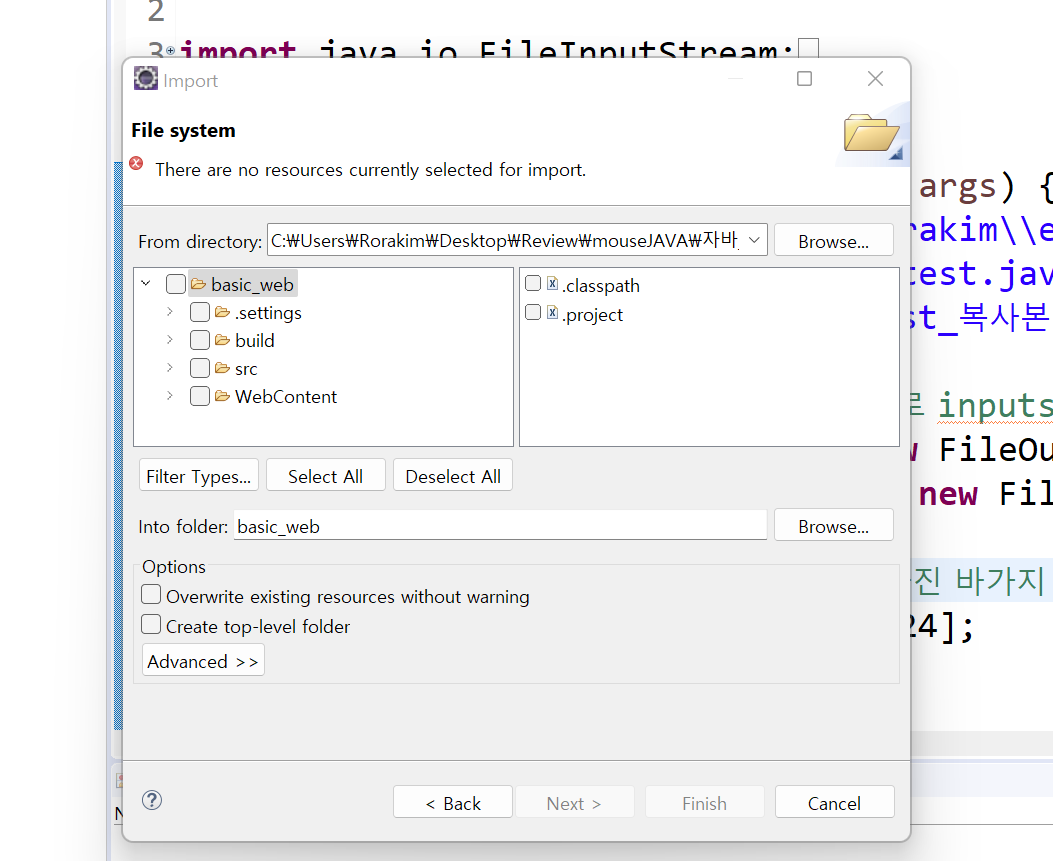 2
3 import java.io.FileInputStream;
Import
File system
There are no resources currently selected for import.
args) {
From directory: C:₩Users₩Rorakim₩Desktop₩Review₩mouseJAVA₩자바 Browse...
rakim\\e
basic_web
.settings
build
src
WebContent
.classpath
.project
test.jav
st_복사본
로 inputs
w FileOu
new Fil
Filter Types... Select All Deselect All
Into folder: basic_web Browse...
Options
Overwrite existing resources without warning
Create top-level folder
Advanced >>
진 바가지
24];
< Back Next > Finish Cancel